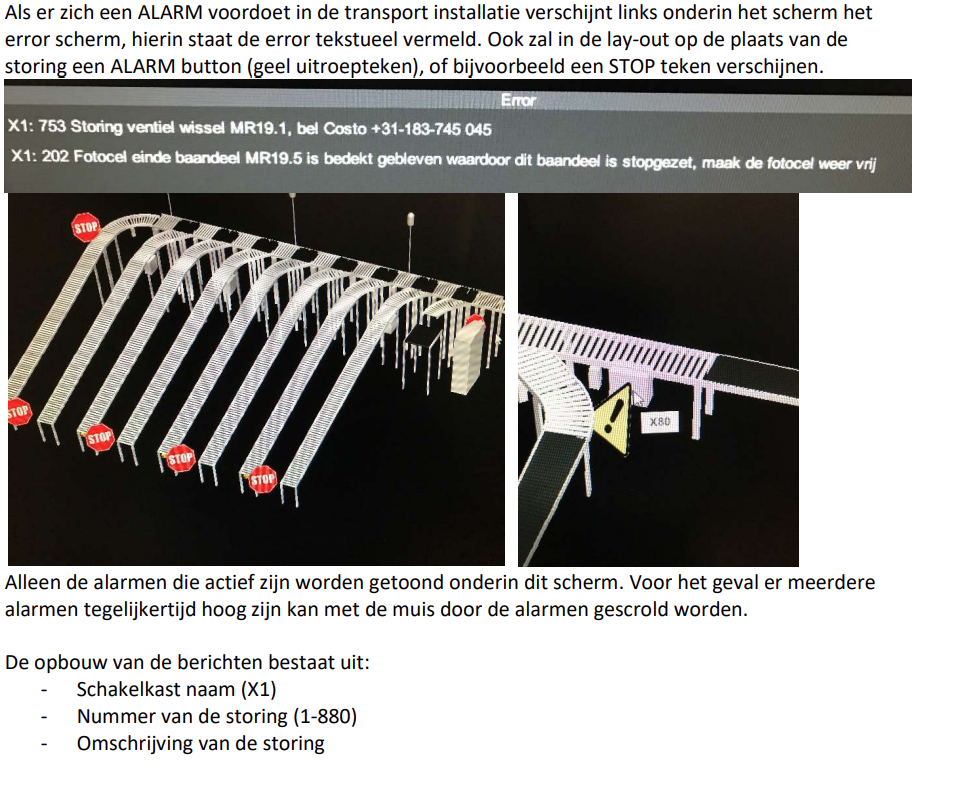 Als er zich een ALARM voordoet in de transport installatie verschijnt links onderin het scherm het
error scherm, hierin staat de error tekstueel vermeld. Ook zal in de lay-out op de plaats van de
storing een ALARM button (geel uitroepteken), of bijvoorbeeld een STOP teken verschijnen.
Error
X1: 753 Storing ventiel wissel MR19.1, bel Costo +31-183-745 045
X1: 202 Fotocel einde baandeel MR19.5 is bedekt gebleven waardoor dit baandeel is stopgezet, maak de fotocel weer vrij
STOP
STOP
STOP
STOP
STOP
!
X80
Alleen de alarmen die actief zijn worden getoond onderin dit scherm. Voor het geval er meerdere
alarmen tegelijkertijd hoog zijn kan met de muis door de alarmen gescrold worden.
De opbouw van de berichten bestaat uit:
- Schakelkast naam (X1)
- Nummer van de storing (1-880)
- Omschrijving van de storing